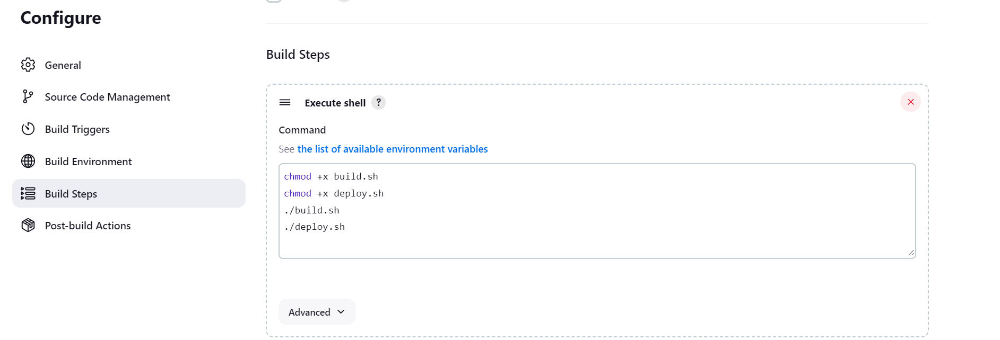 Configure
General
Source Code Management
Build Triggers
Build Environment
Build Steps
Post-build Actions
Build Steps
Execute shell ?
Command
See the list of available environment variables
chmod +x build.sh
chmod +x deploy.sh
./build.sh
./deploy.sh
Advanced